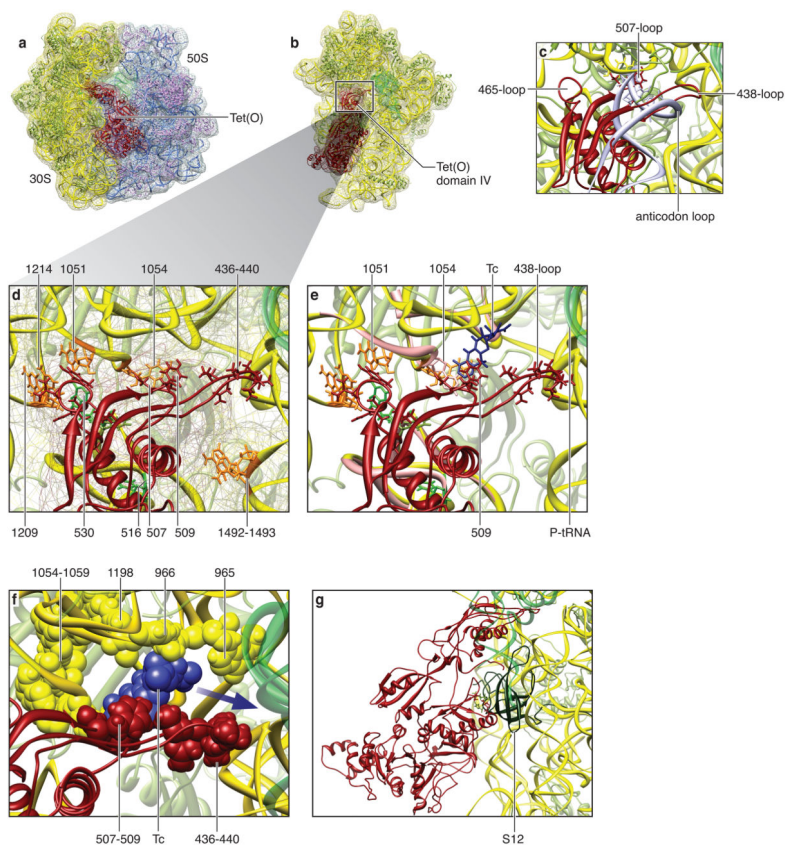 a
50S
Tet(O)
30S
b
Tet(O)
domain IV
507-loop
c
465-loop
438-loop
anticodon loop
1214 1051 1054 436-440
d
1209 530 516 507 509 1492-1493
1051 1054 Tc 438-loop
e
509 P-tRNA
1054-1059 1198 966 965
f
507-509 Tc 436-440
g
S12